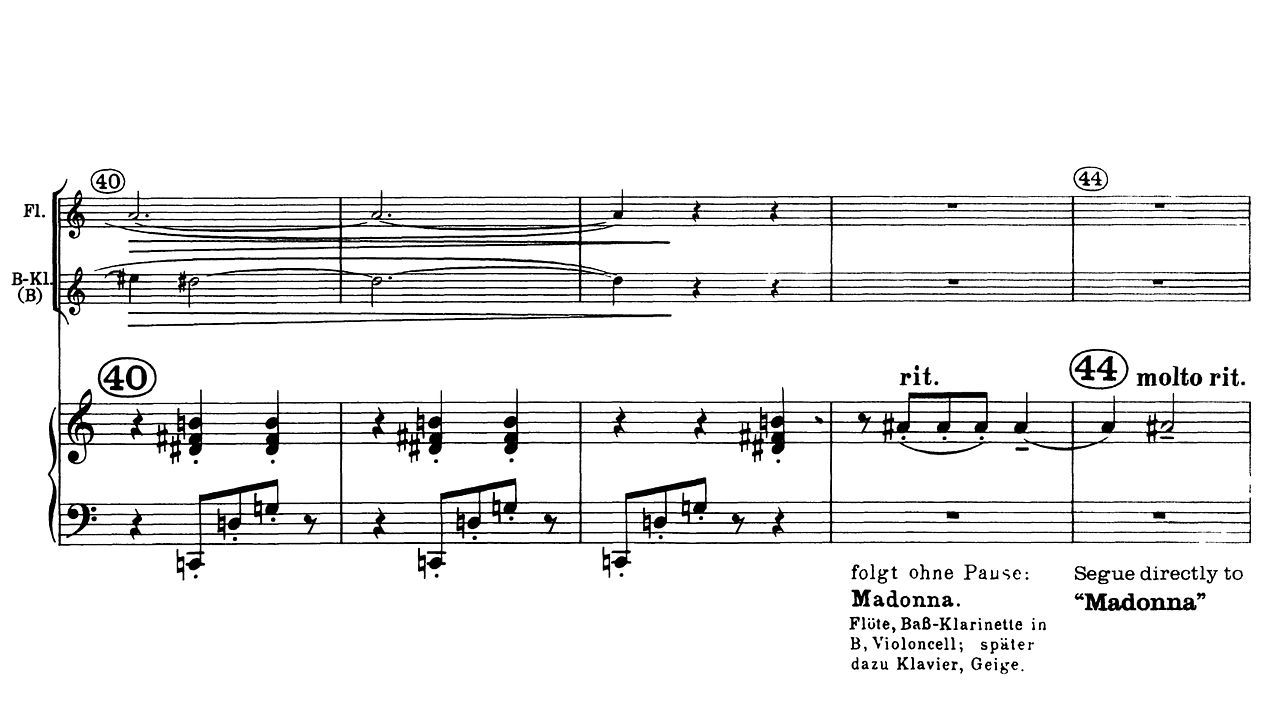 40
44
Fl.
B-Kl.
(B)
40
rit.
44 molto rit.
folgt ohne Pause:
Madonna.
Flöte, Baß-Klarinette in
B, Violoncell; später
dazu Klavier, Geige.
Segue directly to
“Madonna”